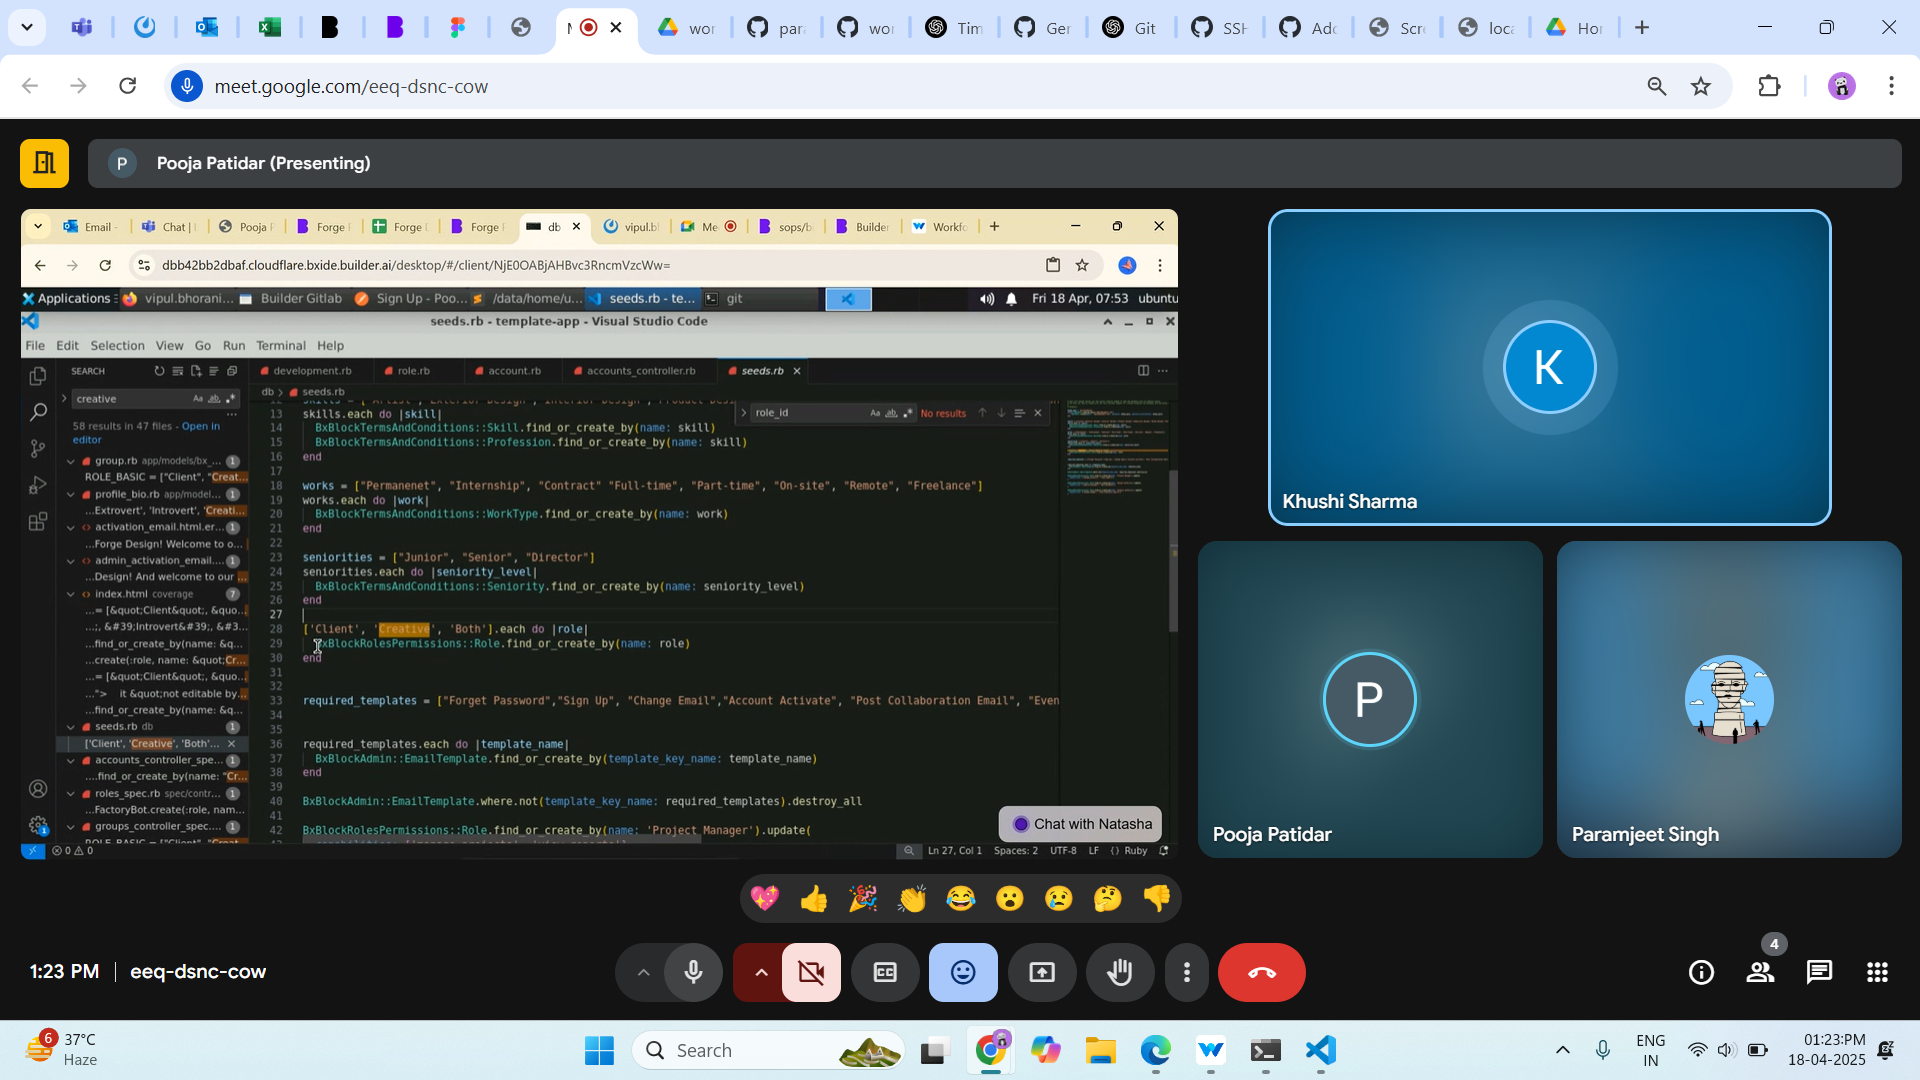 wor
para
wor
Tim
Ger
Git
SSH
Adc
Scr
loca
Hor
meet.google.com/eeq-dsnc-cow
P
Pooja Patidar (Presenting)
Email
Chat |
Pooja P
Forge
Forge
Forge
db
vipul.bh
Me
sops/b
Builder
Workfo
dbb42bb2dbaf.cloudflare.bxide.builder.ai/desktop/#/client/NjE0OABjAHBvc3RncmVzcWw=
Applications
vipul.bhorani...
Builder Gitlab
Sign Up - Poo...
/data/home/u...
seeds.rb - te...
git
Fri 18 Apr, 07:53 ubuntu
seeds.rb - template-app - Visual Studio Code
File Edit Selection View Go Run Terminal Help
SEARCH
development.rb
role.rb
account.rb
accounts_controller.rb
seeds.rb
creative
db > seeds.rb
role_id
No results
58 results in 47 files - Open in
editor
group.rb app/models/bx_... 1
ROLE_BASIC = ["Client", "Creat...
profile_bio.rb app/model... 1
...Extrovert', 'Introvert', 'Creati...
activation_email.html.er... 1
...Forge Design! Welcome to o...
admin_activation_email.... 1
...Design! And welcome to our
index.html coverage 7
...= [&quot;Client&quot;, &quo...
...;, &#39;Introvert&#39;, &#3...
...find_or_create_by(name: &q...
...create(:role, name: &quot;Cr...
...= [&quot;Client&quot;, &quo...
..."> it &quot;not editable by...
...find_or_create_by(name: &q...
seeds.rb db 1
['Client', 'Creative', 'Both'...
accounts_controller_spe... 1
....find_or_create_by(name: "Cr...
roles_spec.rb spec/contr... 1
...FactoryBot.create(:role, nam...
groups_controller_spec.... 1
ROLE_BASIC = ["Client", "Creat
13 skills.each do |skill|
14 BxBlockTermsAndConditions::Skill.find_or_create_by(name: skill)
15 BxBlockTermsAndConditions::Profession.find_or_create_by(name: skill)
16 end
17
18 works = ["Permanenet", "Internship", "Contract" "Full-time", "Part-time", "On-site", "Remote", "Freelance"]
19 works.each do |work|
20 BxBlockTermsAndConditions::WorkType.find_or_create_by(name: work)
21 end
22
23 seniorities = ["Junior", "Senior", "Director"]
24 seniorities.each do |seniority_level|
25 BxBlockTermsAndConditions::Seniority.find_or_create_by(name: seniority_level)
26 end
27
28 ['Client', 'Creative', 'Both'].each do |role|
29 BxBlockRolesPermissions::Role.find_or_create_by(name: role)
30 end
31
32
33 required_templates = ["Forget Password","Sign Up", "Change Email","Account Activate", "Post Collaboration Email", "Even
34
35
36 required_templates.each do |template_name|
37 BxBlockAdmin::EmailTemplate.find_or_create_by(template_key_name: template_name)
38 end
39
40 BxBlockAdmin::EmailTemplate.where.not(template_key_name: required_templates).destroy_all
41
42 BxBlockRolesPermissions::Role.find_or_create_by(name: 'Project Manager').update(
Chat with Natasha
0 0
Ln 27, Col 1 Spaces: 2 UTF-8 LF {} Ruby
K
Khushi Sharma
P
Pooja Patidar
Paramjeet Singh
1:23 PM | eeq-dsnc-cow
CC
4
6
37°C
Haze
Search
ENG
IN
01:23:PM
18-04-2025